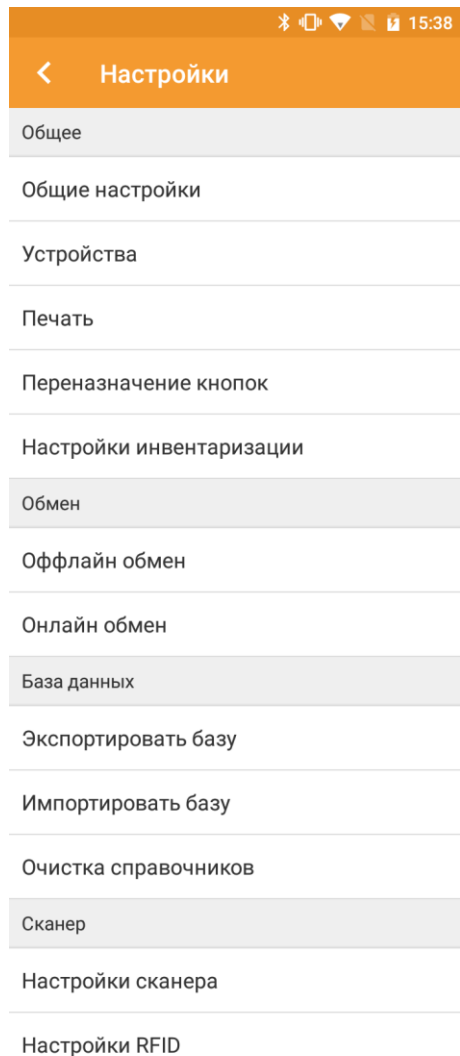 15:38
Настройки
Общее
Общие настройки
Устройства
Печать
Переназначение кнопок
Настройки инвентаризации
Обмен
Оффлайн обмен
Онлайн обмен
База данных
Экспортировать базу
Импортировать базу
Очистка справочников
Сканер
Настройки сканера
Настройки RFID